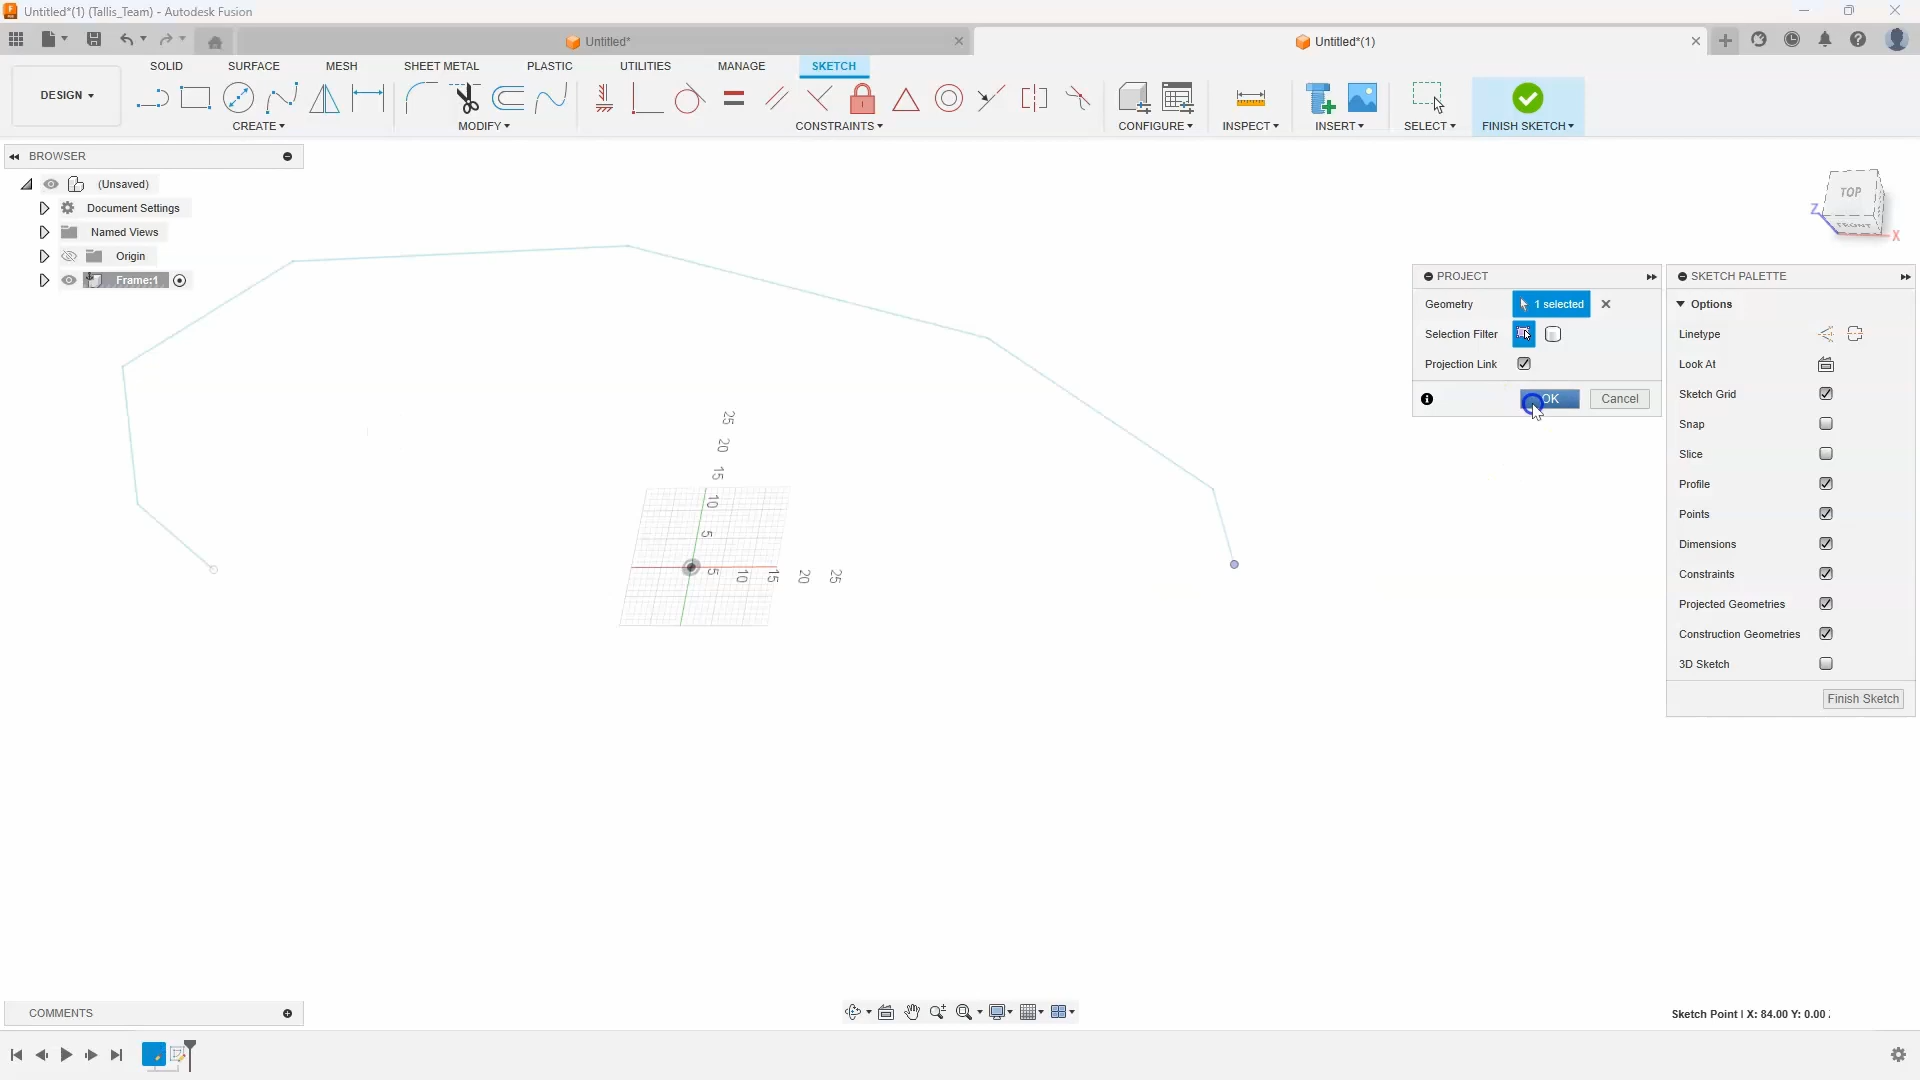 Untitled*(1) (Tallis_Team) - Autodesk Fusion
Untitled*
Untitled*(1)
SOLID SURFACE MESH SHEET METAL PLASTIC UTILITIES MANAGE SKETCH
DESIGN
CREATE MODIFY CONSTRAINTS CONFIGURE INSPECT INSERT SELECT FINISH SKETCH
BROWSER
(Unsaved)
Document Settings
Named Views
Origin
Frame:1
TOP
FRONT
Z
X
PROJECT
Geometry 1 selected
Selection Filter
Projection Link
OK Cancel
SKETCH PALETTE
Options
Linetype
Look At
Sketch Grid
Snap
Slice
Profile
Points
Dimensions
Constraints
Projected Geometries
Construction Geometries
3D Sketch
Finish Sketch
25
20
15
10
5
5 10 15 20 25
COMMENTS
Sketch Point | X: 84.00 Y: 0.00